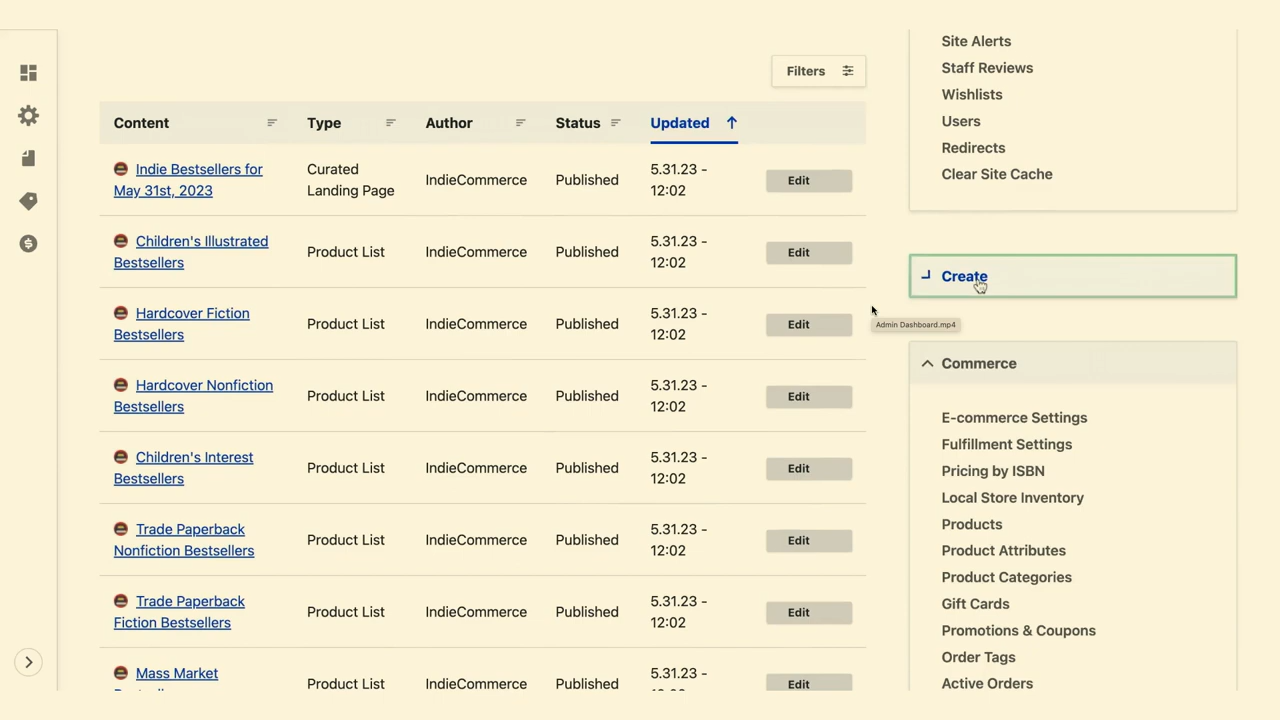 Filters
Content Type Author Status Updated
Indie Bestsellers for
May 31st, 2023
Curated
Landing Page
IndieCommerce
Published
5.31.23 -
12:02
Edit
Children's Illustrated
Bestsellers
Product List
IndieCommerce
Published
5.31.23 -
12:02
Edit
Hardcover Fiction
Bestsellers
Product List
IndieCommerce
Published
5.31.23 -
12:02
Edit
Hardcover Nonfiction
Bestsellers
Product List
IndieCommerce
Published
5.31.23 -
12:02
Edit
Children's Interest
Bestsellers
Product List
IndieCommerce
Published
5.31.23 -
12:02
Edit
Trade Paperback
Nonfiction Bestsellers
Product List
IndieCommerce
Published
5.31.23 -
12:02
Edit
Trade Paperback
Fiction Bestsellers
Product List
IndieCommerce
Published
5.31.23 -
12:02
Edit
Mass Market
Product List
IndieCommerce
Published
5.31.23 -
Edit
Site Alerts
Staff Reviews
Wishlists
Users
Redirects
Clear Site Cache
Create
Admin Dashboard.mp4
Commerce
E-commerce Settings
Fulfillment Settings
Pricing by ISBN
Local Store Inventory
Products
Product Attributes
Product Categories
Gift Cards
Promotions & Coupons
Order Tags
Active Orders